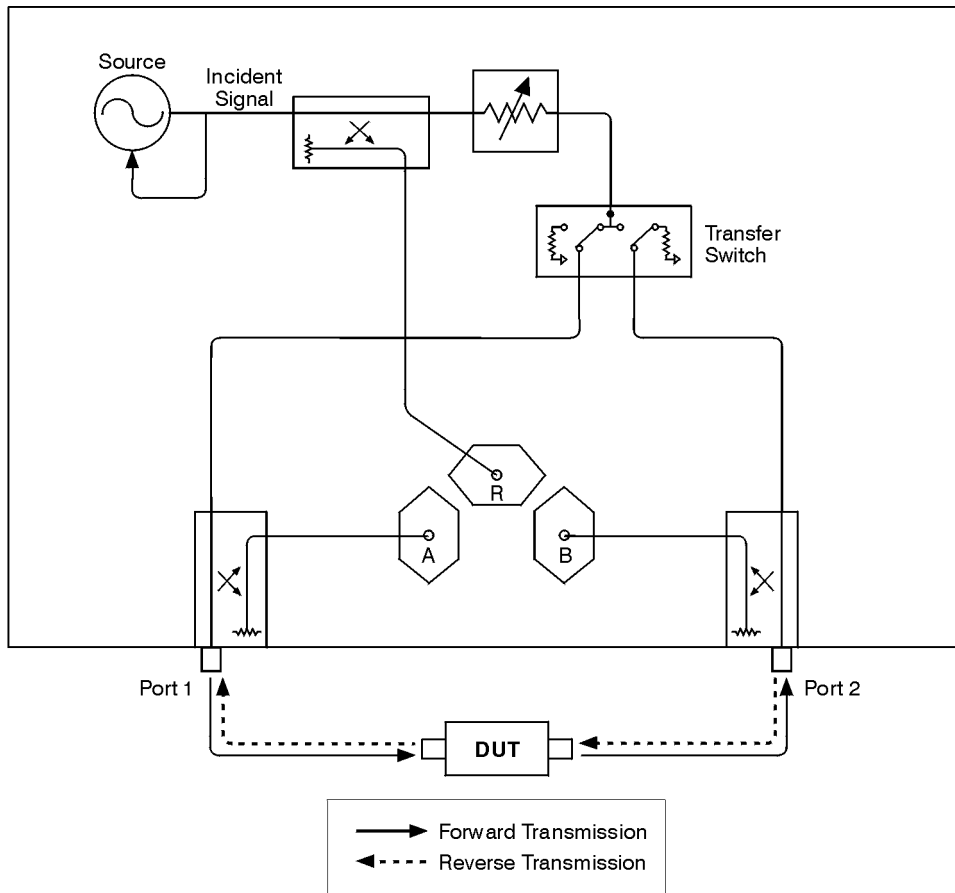 Source
Incident
Signal
Transfer
Switch
R
A
B
Port 1
Port 2
DUT
Forward Transmission
Reverse Transmission